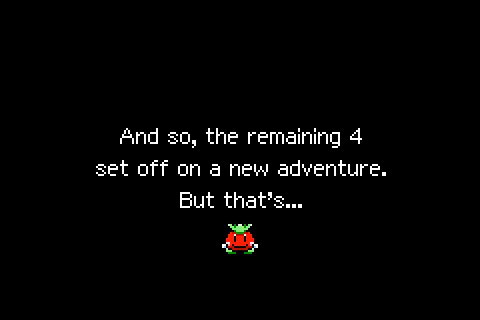 And so, the remaining 4
set off on a new adventure.
But that's...